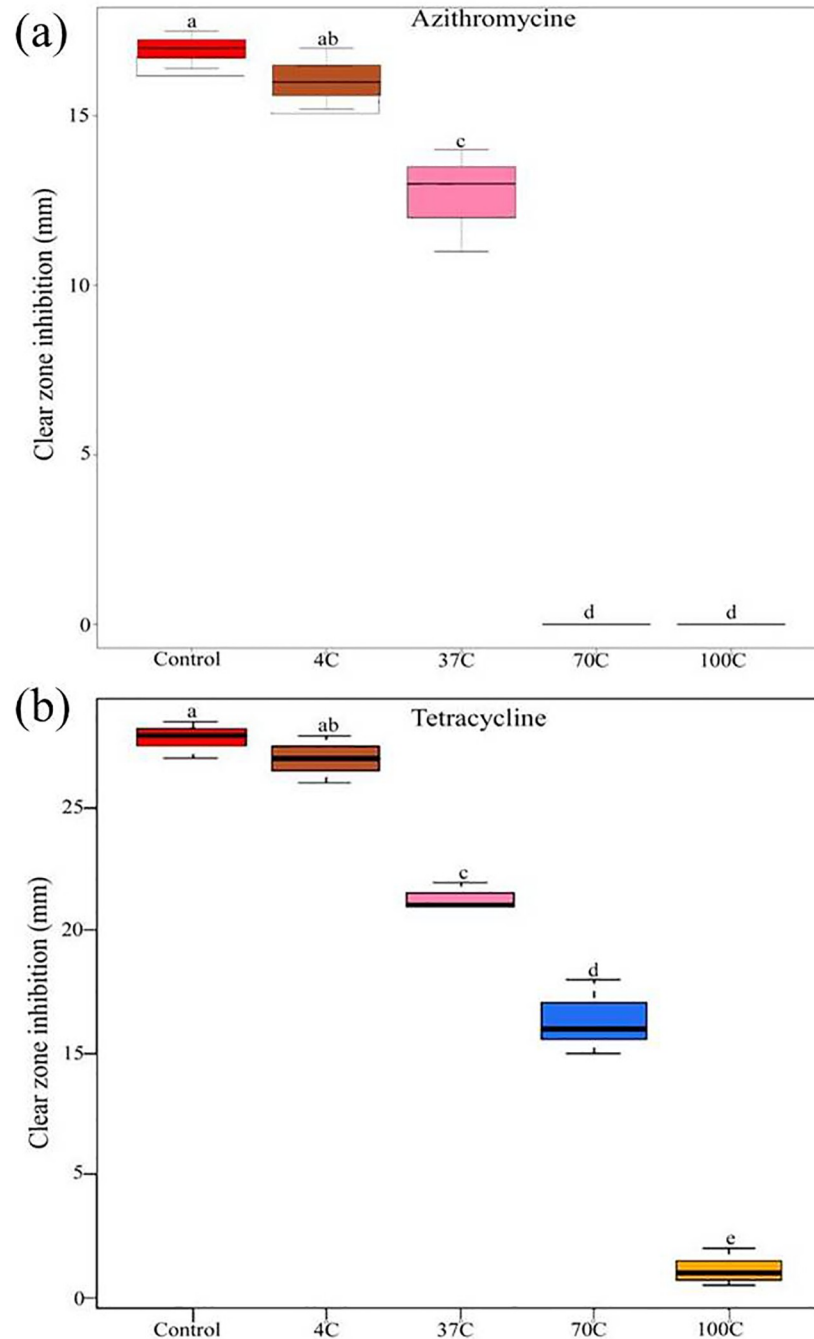 (a)
Azithromycine
a
ab
c
d
d
Clear zone inhibition (mm)
15
10
5
0
Control 4C 37C 70C 100C
(b)
Tetracycline
a
ab
c
d
e
Clear zone inhibition (mm)
25
20
15
5
0
Control 4C 37C 70C 100C